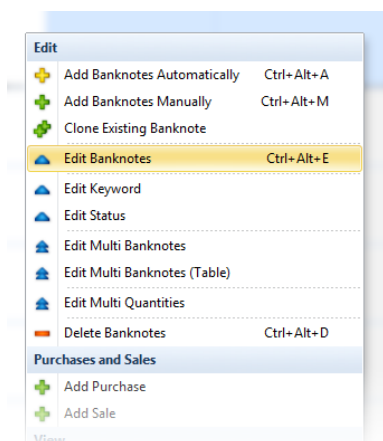 Edit
Add Banknotes Automatically Ctrl+Alt+A
Add Banknotes Manually Ctrl+Alt+M
Clone Existing Banknote
Edit Banknotes Ctrl+Alt+E
Edit Keyword
Edit Status
Edit Multi Banknotes
Edit Multi Banknotes (Table)
Edit Multi Quantities
Delete Banknotes Ctrl+Alt+D
Purchases and Sales
Add Purchase
Add Sale
View